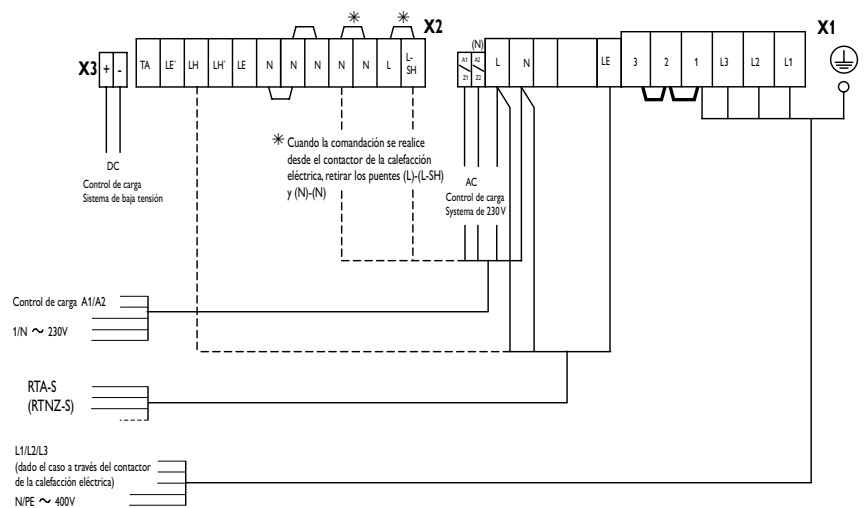 X3
+ -
TA LE' LH LH' LE N N N N N L L-SH
X2
(N)
A1 A2 L N LE 3 2 1 L3 L2 L1
Z1 Z2
X1
DC
Control de carga
Sistema de baja tensión
✳ ✳
✳ Cuando la comandación se realice
desde el contactor de la calefacción
eléctrica, retirar los puentes (L)-(L-SH)
y (N)-(N)
AC
Control de carga
Systema de 230 V
Control de carga A1/A2
1/N ~ 230V
RTA-S
(RTNZ-S)
L1/L2/L3
(dado el caso a través del contactor
de la calefacción eléctrica)
N/PE ~ 400V